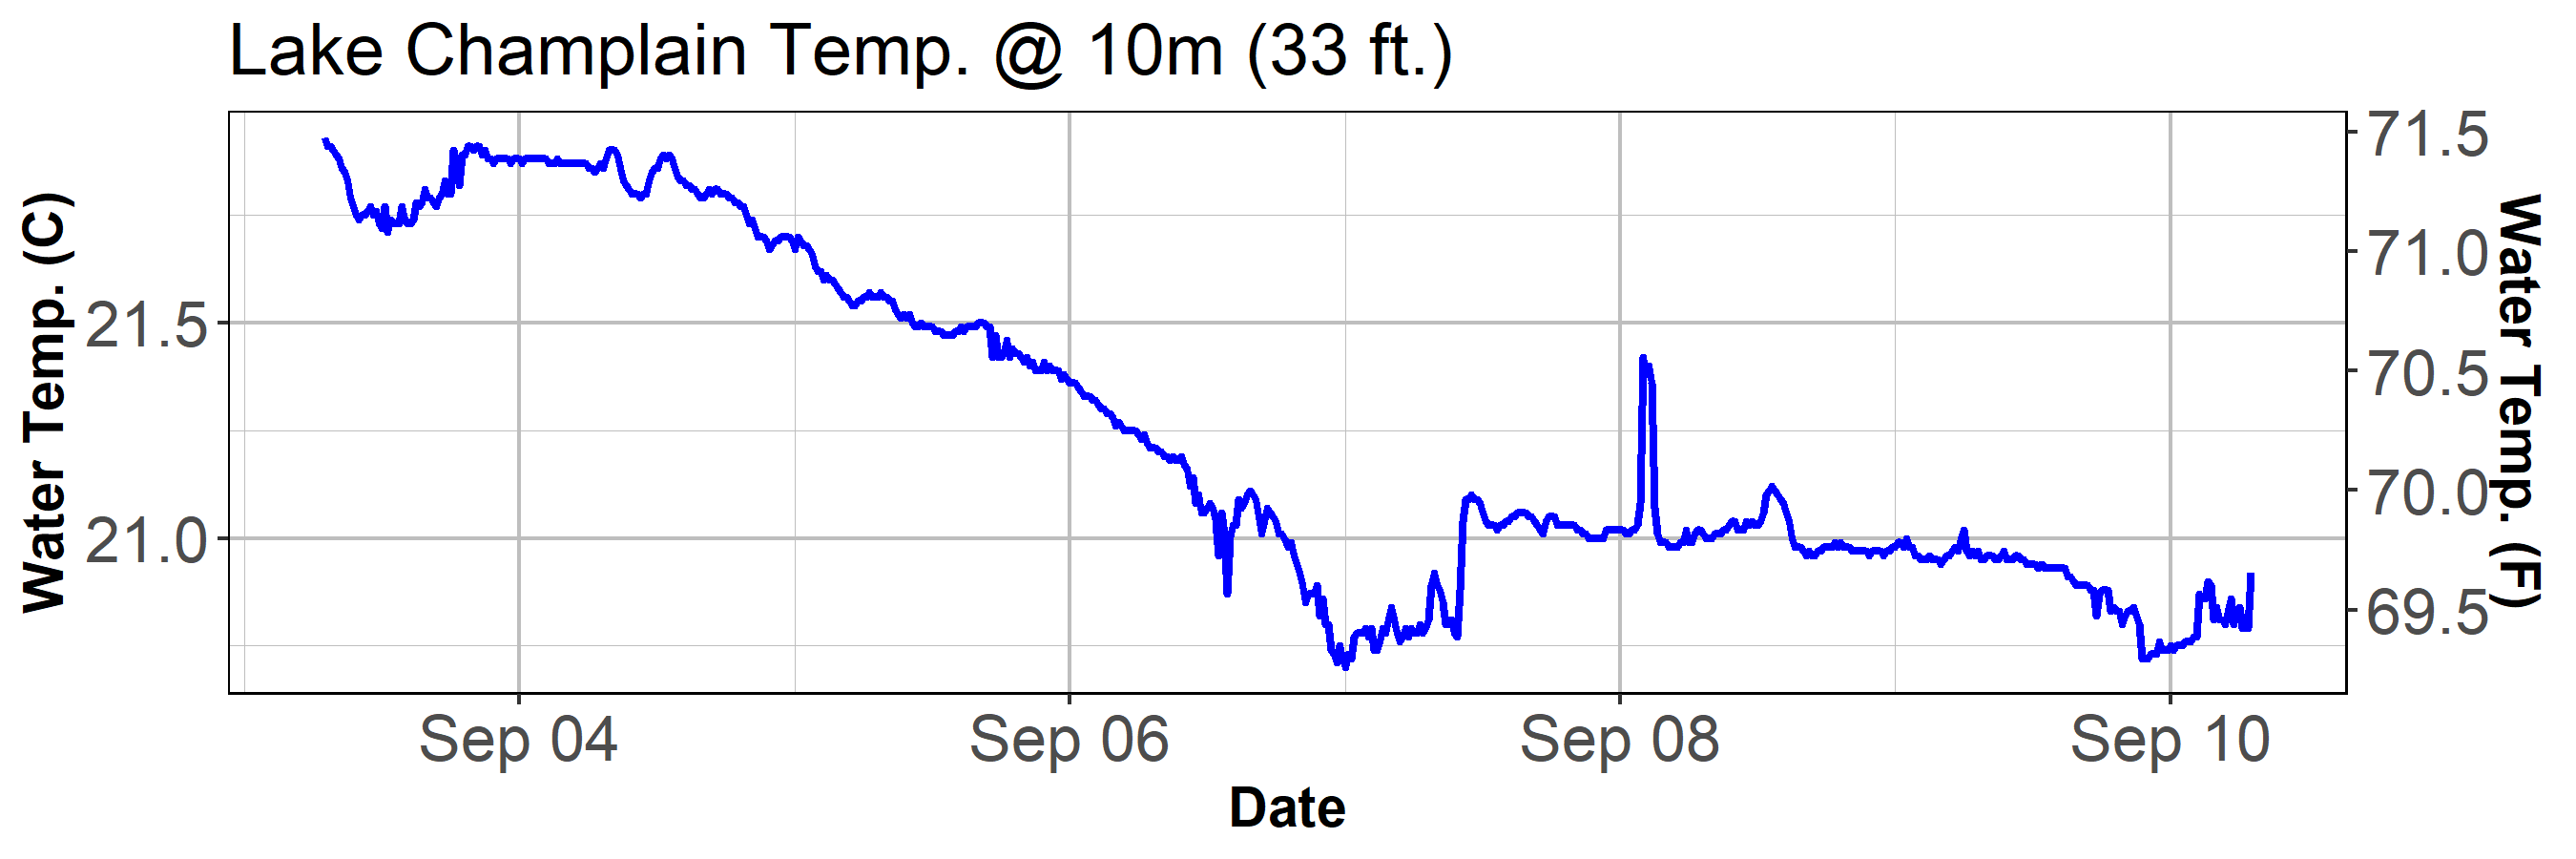 Lake Champlain Temp. @ 10m (33 ft.)
Water Temp. (C)
21.5
21.0
71.5
71.0
70.5
70.0
69.5
Water Temp. (F)
Sep 04 Sep 06 Sep 08 Sep 10
Date